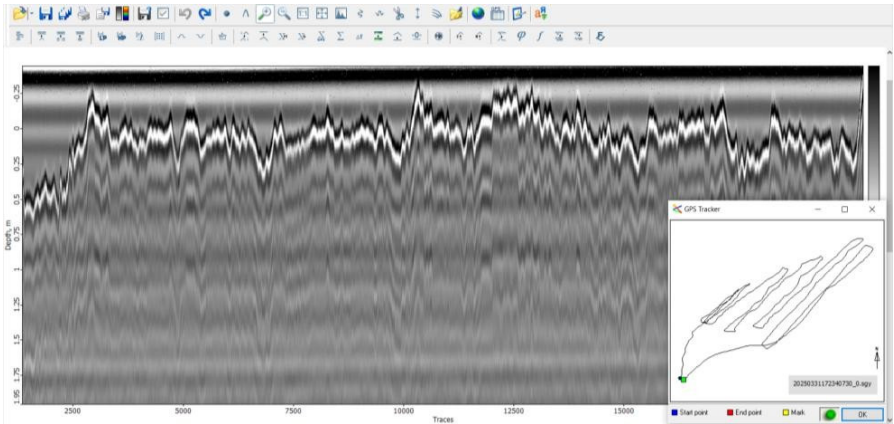 -0.25
0
0.25
0.5
0.75
1
1.25
1.5
1.75
1.95
Depth, m
2500
5000
7500
10000
12500
15000
Traces
GPS Tracker
N
20250331172340730_0.sgy
Start point
End point
Mark
OK